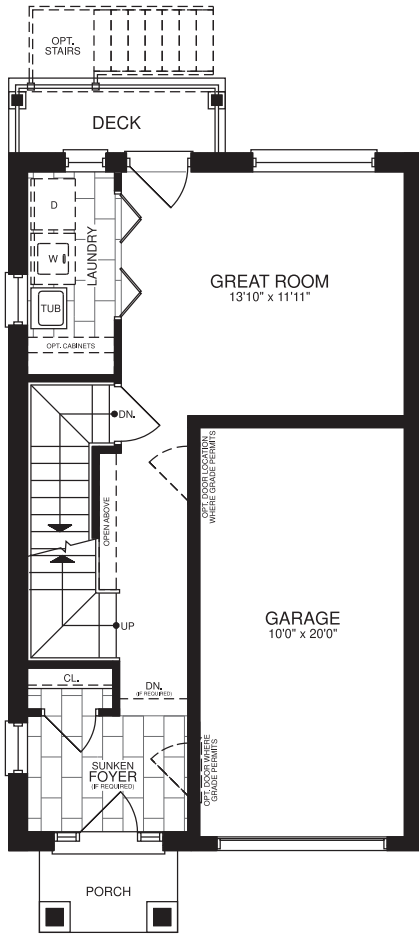 OPT.
STAIRS
DECK
D
W
TUB
LAUNDRY
OPT. CABINETS
GREAT ROOM
13'10" x 11'11"
DN.
OPT. DOOR LOCATION
WHERE GRADE PERMITS
OPEN ABOVE
UP
GARAGE
10'0" x 20'0"
CL.
DN.
(IF REQUIRED)
SUNKEN
FOYER
(IF REQUIRED)
OPT. DOOR WHERE
GRADE PERMITS
PORCH